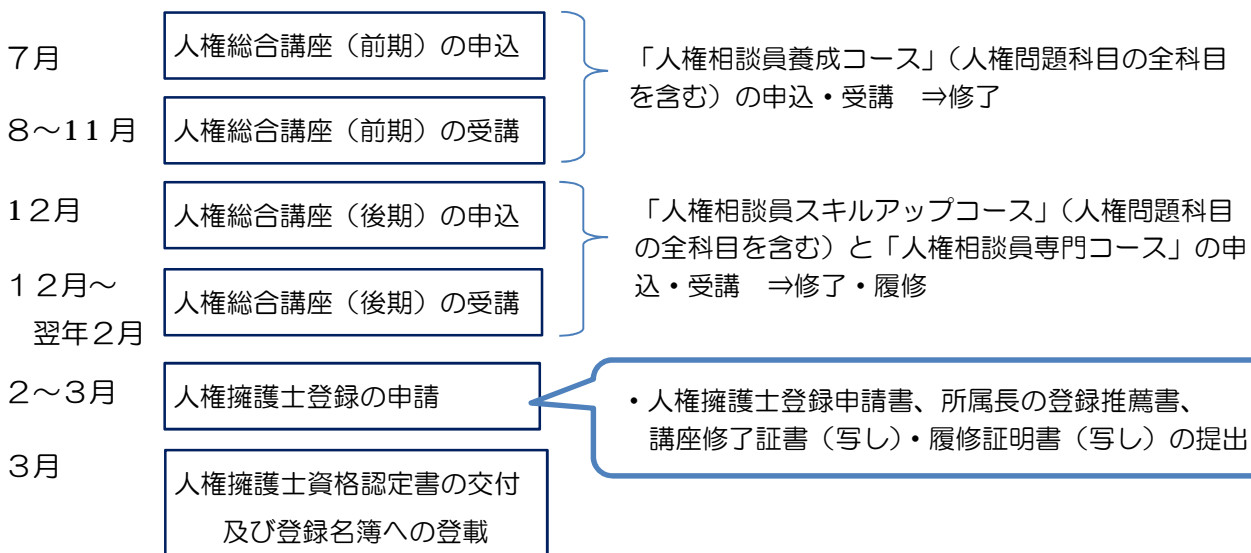 ７月
人権総合講座（前期）の申込
「人権相談員養成コース」（人権問題科目の全科目
を含む）の申込・受講　⇒修了
８～11 月
人権総合講座（前期）の受講
1２月
人権総合講座（後期）の申込
「人権相談員スキルアップコース」（人権問題科目
の全科目を含む）と「人権相談員専門コース」の申
込・受講　⇒修了・履修
１２月～
翌年２月
人権総合講座（後期）の受講
２～３月
人権擁護士登録の申請
・人権擁護士登録申請書、所属長の登録推薦書、
講座修了証書（写し）・履修証明書（写し）の提出
３月
人権擁護士資格認定書の交付
及び登録名簿への登載